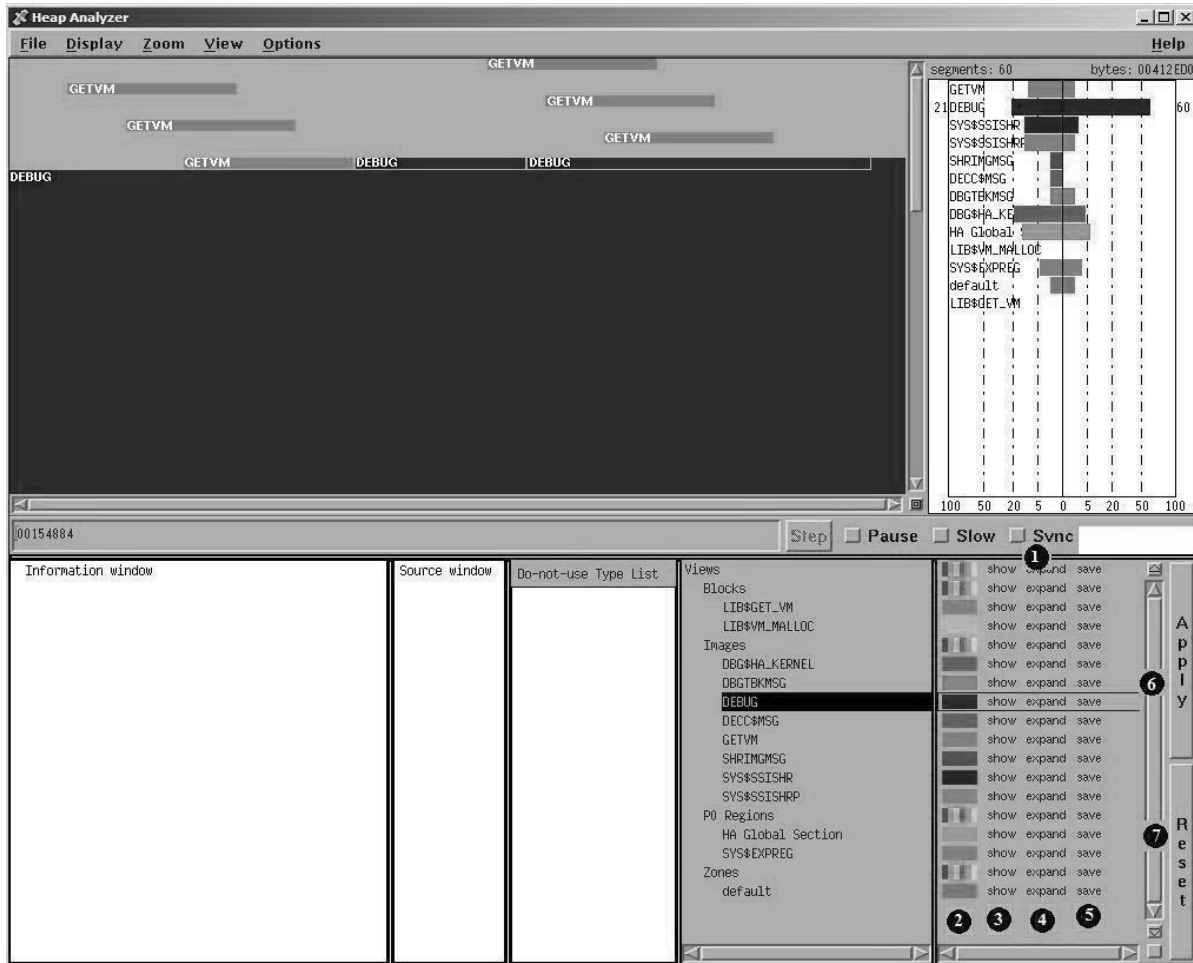 Heap Analyzer
File Display Zoom View Options Help
GETVM
GETVM
GETVM
GETVM
GETVM
GETVM DEBUG DEBUG
DEBUG
segments: 60 bytes: 00412ED0
GETVM
21 DEBUG 60
SYS$SSISHR
SYS$SSISHRP
SHRIMGMSG
DECC$MSG
DBGTBKMSG
DBG$HA_KE
HA Global
LIB$VM_MALLOC
SYS$EXPREG
default
LIB$GET_VM
100 50 20 5 0 5 20 50 100
00154884
Step Pause Slow Sync
1
Information window
Source window
Do-not-use Type List
Views show expand save
Blocks show expand save
LIB$GET_VM show expand save
LIB$VM_MALLOC show expand save
Images show expand save
DBG$HA_KERNEL show expand save
DBGTBKMSG show expand save
6
DEBUG show expand save
DECC$MSG show expand save
GETVM show expand save
SHRIMGMSG show expand save
SYS$SSISHR show expand save
SYS$SSISHRP show expand save
P0 Regions show expand save
HA Global Section show expand save
7
SYS$EXPREG show expand save
Zones show expand save
default show expand save
2 3 4 5
Apply
Reset